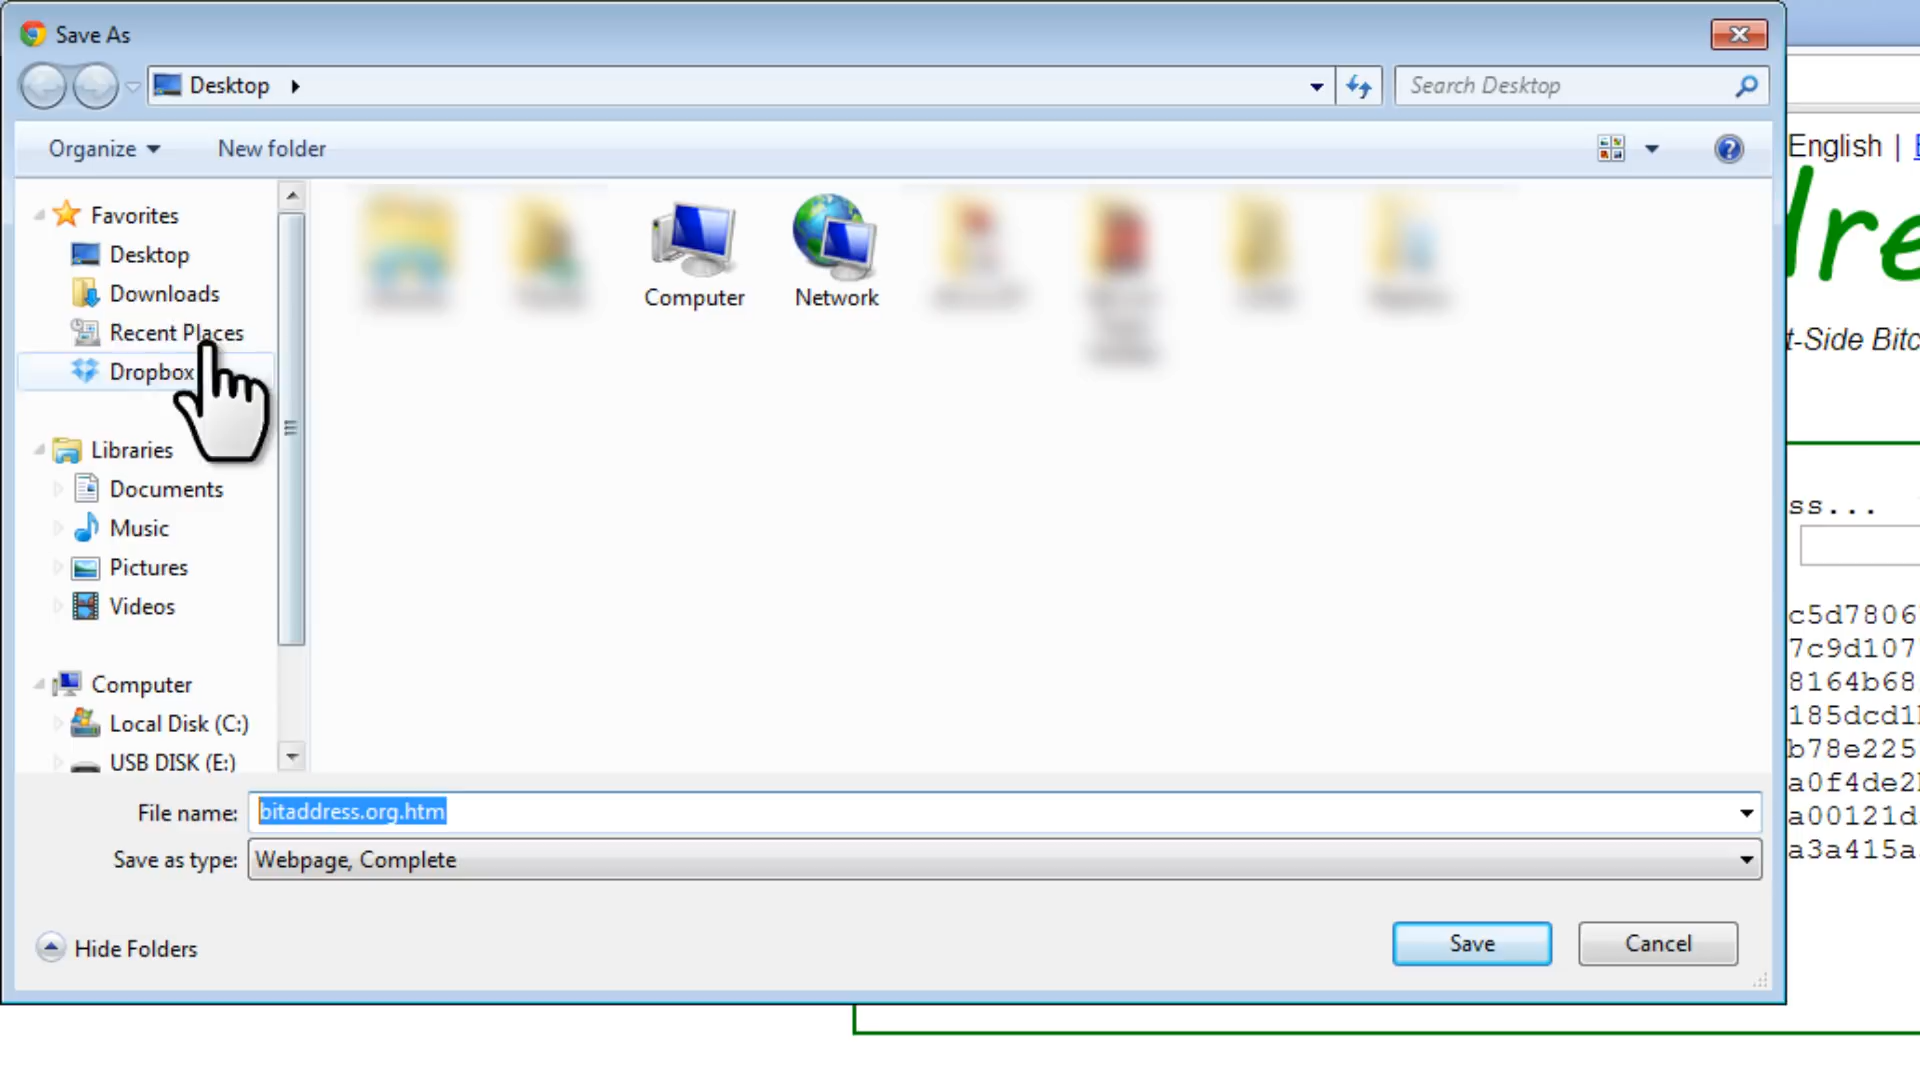 Save As
Desktop
Search Desktop
Organize
New folder
English |
Favorites
Desktop
Downloads
Recent Places
Dropbox
Computer
Network
dre
t-Side Bitc
Libraries
Documents
Music
Pictures
Videos
ss...
c5d7806
7c9d107
8164b68
185dcd1
b78e225
a0f4de2
a00121d
a3a415a
Computer
Local Disk (C:)
USB DISK (E:)
File name: bitaddress.org.htm
Save as type: Webpage, Complete
Hide Folders
Save
Cancel